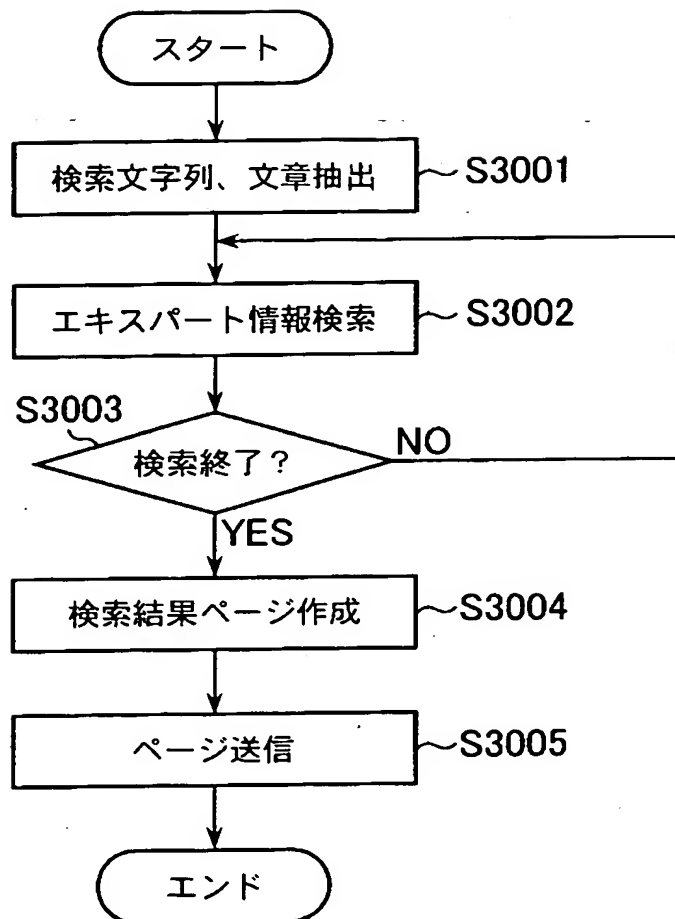 スタート
検索文字列、文章抽出
S3001
エキスパート情報検索
S3002
S3003
検索終了?
NO
YES
検索結果ページ作成
S3004
ページ送信
S3005
エンド